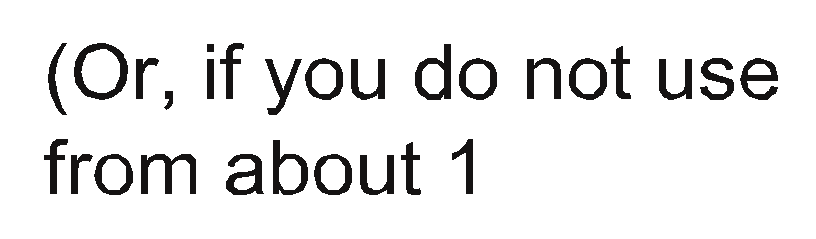 (Or, if you do not use
from about 1